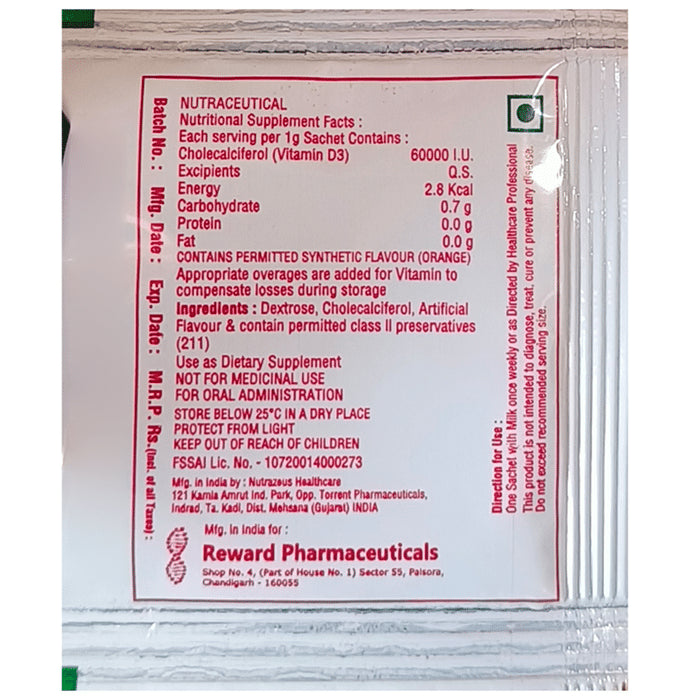 NUTRACEUTICAL
Nutritional Supplement Facts :
Each serving per 1g Sachet Contains :
Cholecalciferol (Vitamin D3) 60000 I.U.
Excipients Q.S.
Energy 2.8 Kcal
Carbohydrate 0.7 g
Protein 0.0 g
Fat 0.0 g
CONTAINS PERMITTED SYNTHETIC FLAVOUR (ORANGE)
Appropriate overages are added for Vitamin to
compensate losses during storage
Ingredients : Dextrose, Cholecalciferol, Artificial
Flavour & contain permitted class II preservatives
(211)
Use as Dietary Supplement
NOT FOR MEDICINAL USE
FOR ORAL ADMINISTRATION
STORE BELOW 25°C IN A DRY PLACE
PROTECT FROM LIGHT
KEEP OUT OF REACH OF CHILDREN
FSSAI Lic. No. - 10720014000273
Mfg. in India by : Nutrazeus Healthcare
121 Kamla Amrut Ind. Park, Opp. Torrent Pharmaceuticals,
Indrad, Ta. Kadi, Dist. Mehsana (Gujarat) INDIA
Mfg. In India for :
Reward Pharmaceuticals
Shop No. 4, (Part of House No. 1) Sector 55, Palsora,
Chandigarh - 160055
Batch No. : Mfg. Date : Exp. Date : M.R.P. Rs. (Incl. of all Taxes) :
Direction for Use :
One Sachet with Milk once weekly or as Directed by Healthcare Professional
This product is not intended to diagnose, treat, cure or prevent any disease.
Do not exceed recommended serving size.